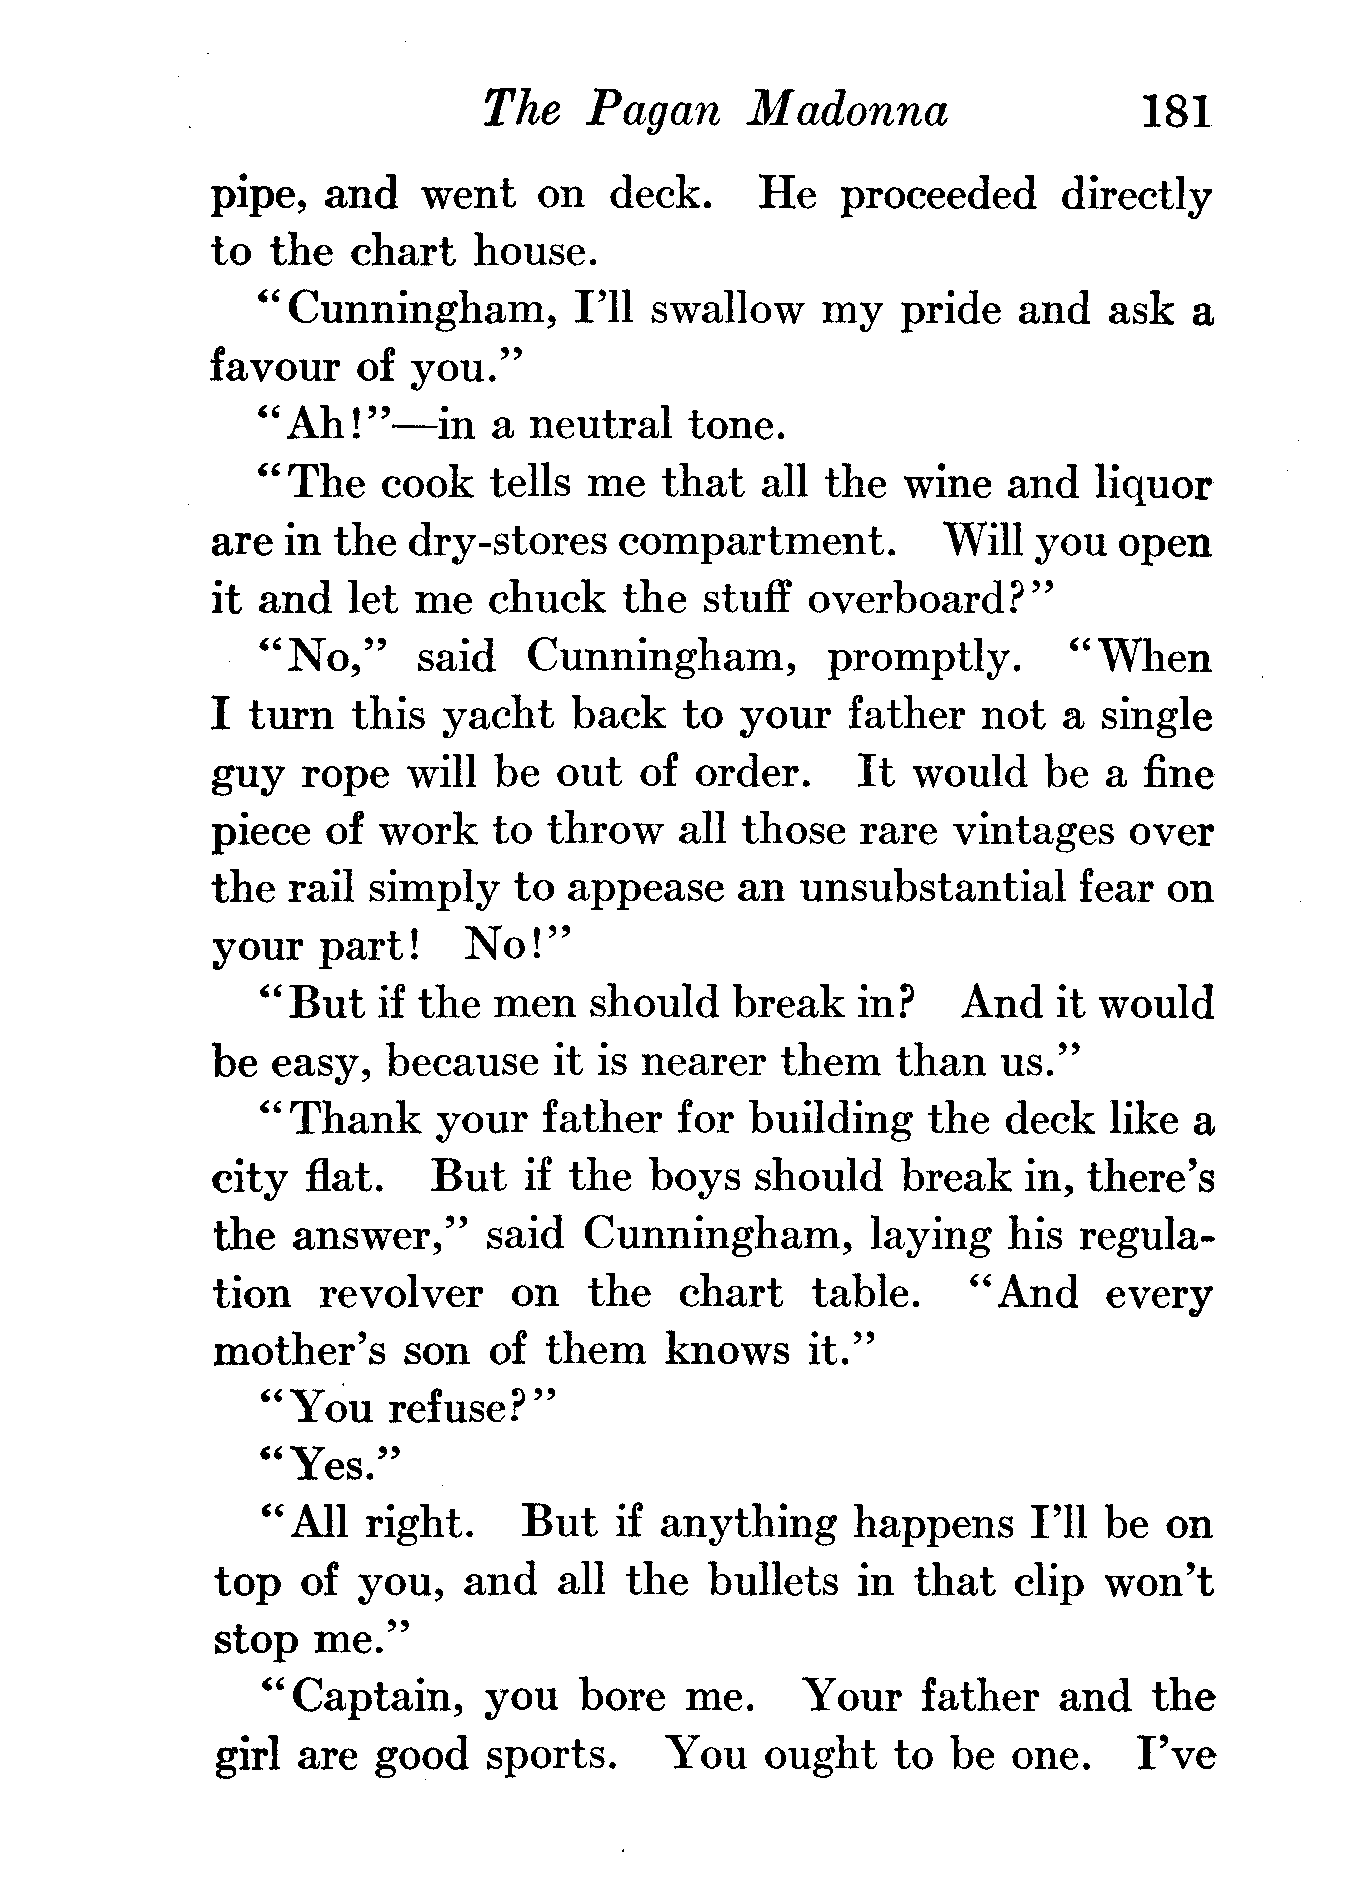 The Pagan Madonna 181
pipe, and went on deck. He proceeded directly
to the chart house.
“Cunningham, I’ll swallow my pride and ask a
favour of you.”
“Ah!”—in a neutral tone.
“The cook tells me that all the wine and liquor
are in the dry-stores compartment. Will you open
it and let me chuck the stuff overboard?”
“No,” said Cunningham, promptly. “When
I turn this yacht back to your father not a single
guy rope will be out of order. It would be a fine
piece of work to throw all those rare vintages over
the rail simply to appease an unsubstantial fear on
your part! No!”
“But if the men should break in? And it would
be easy, because it is nearer them than us.”
“Thank your father for building the deck like a
city flat. But if the boys should break in, there’s
the answer,” said Cunningham, laying his regula-
tion revolver on the chart table. “And every
mother’s son of them knows it.”
“You refuse?”
“Yes.”
“All right. But if anything happens I’ll be on
top of you, and all the bullets in that clip won’t
stop me.”
“Captain, you bore me. Your father and the
girl are good sports. You ought to be one. I’ve